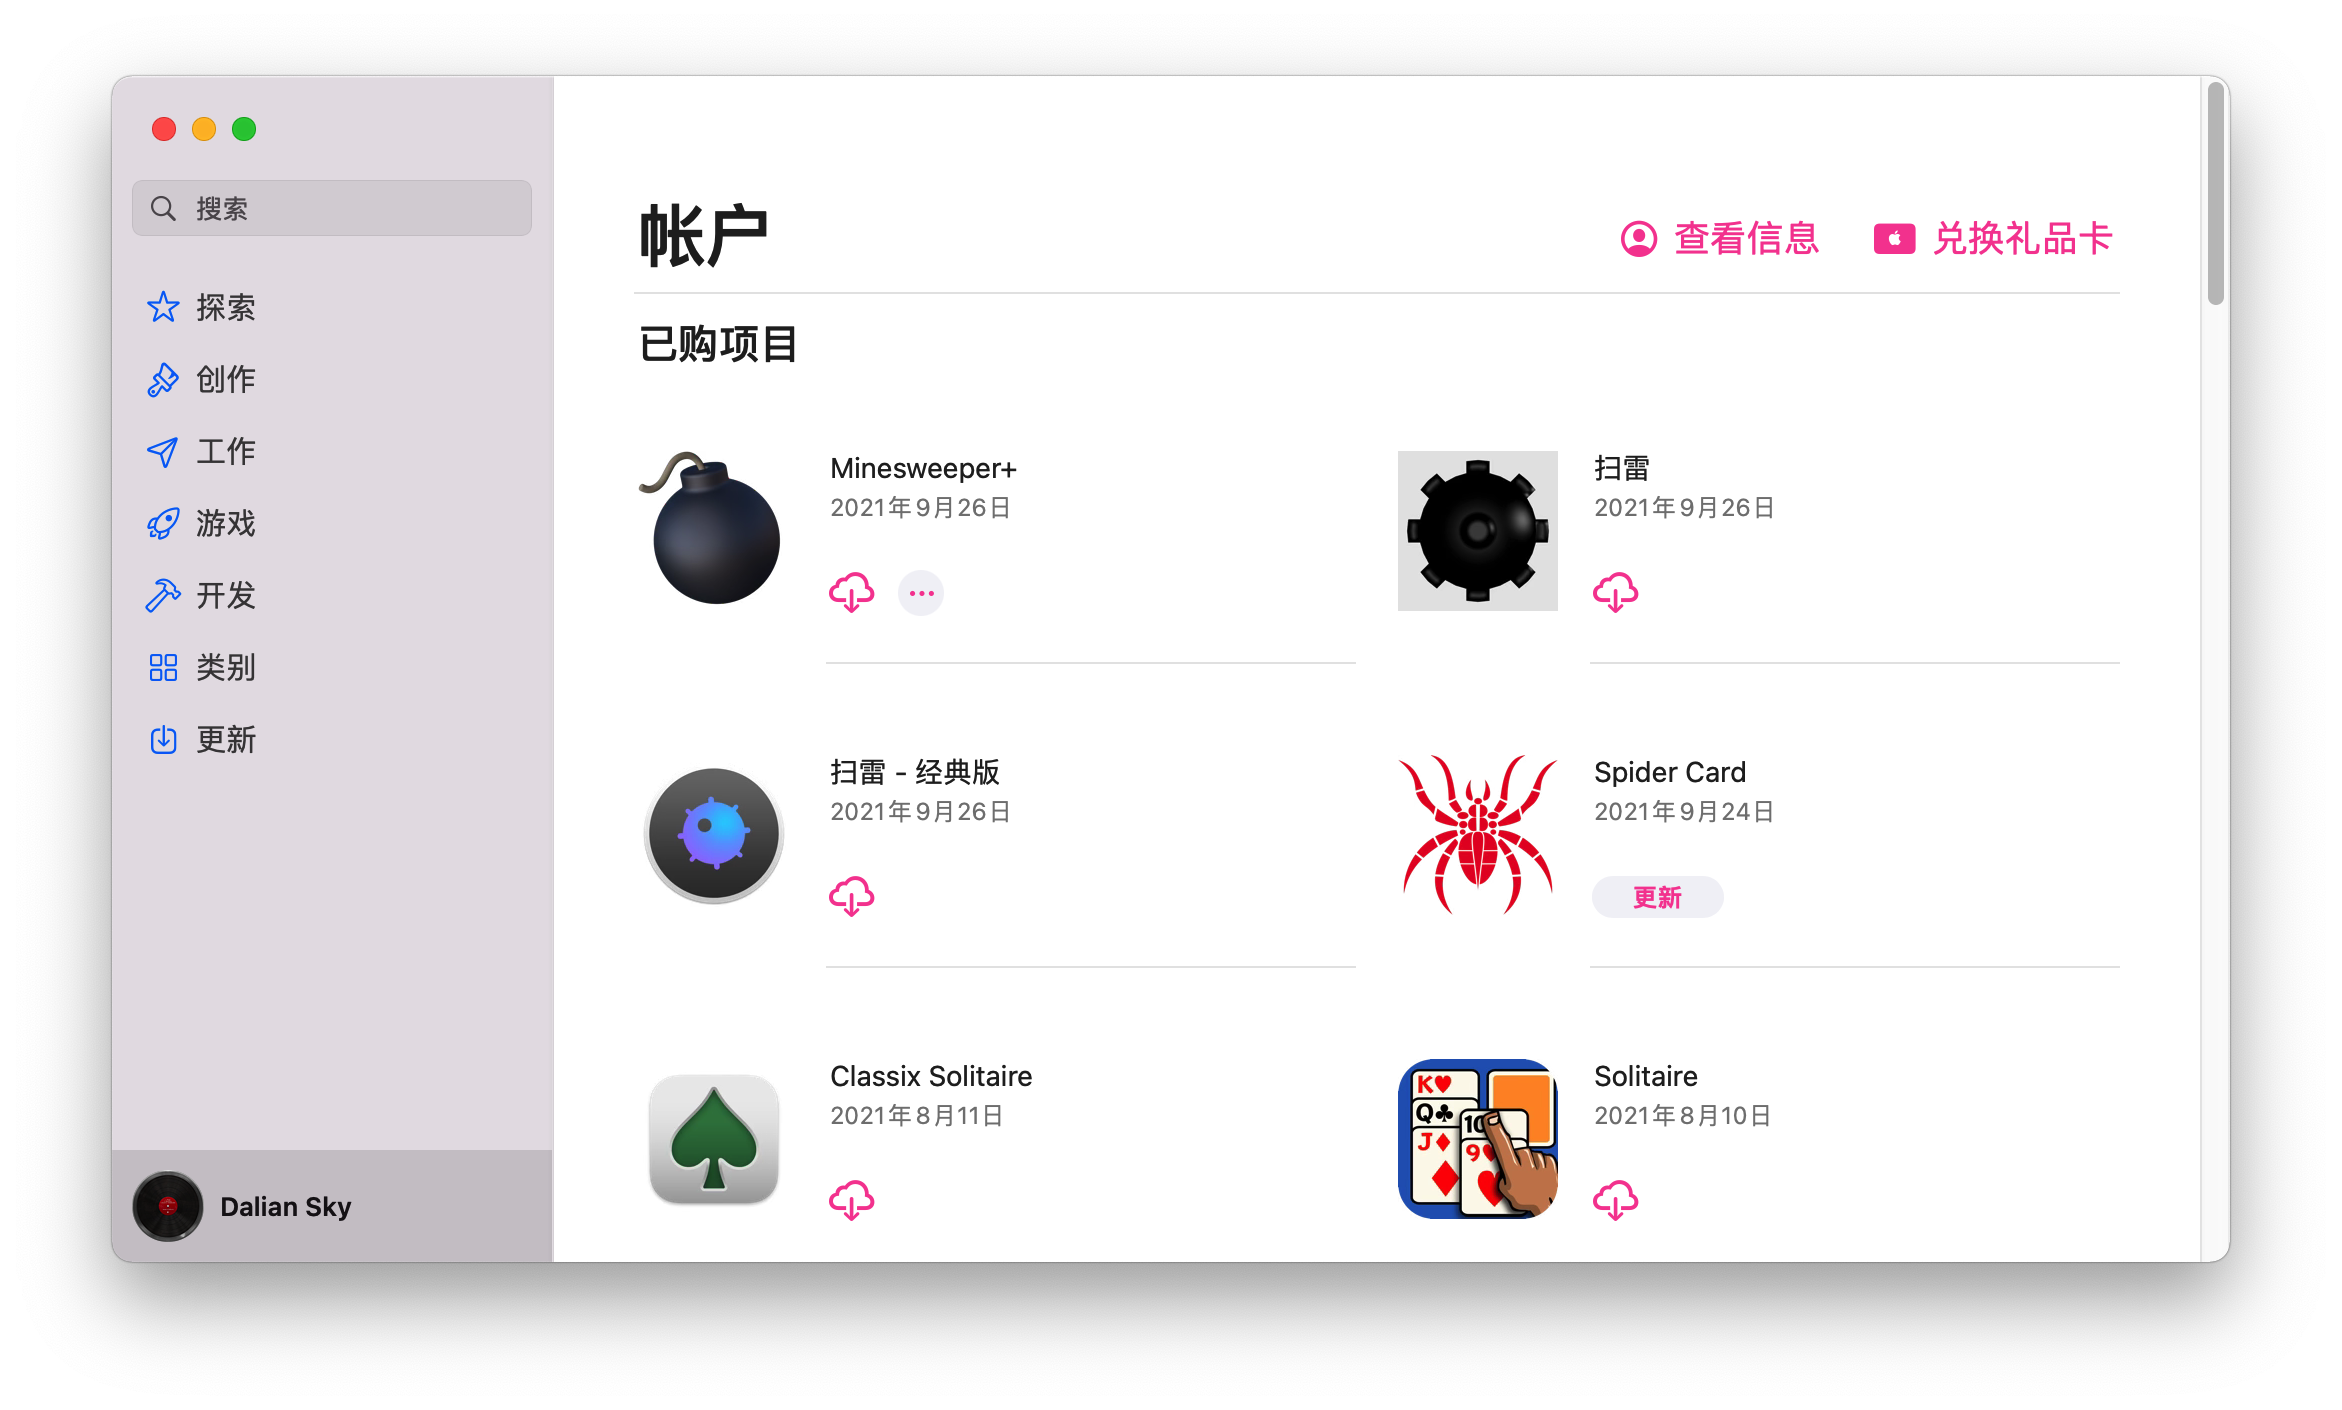 搜索
探索
创作
工作
游戏
开发
类别
更新
Dalian Sky
帐户
查看信息
兑换礼品卡
已购项目
Minesweeper+
2021年9月26日
扫雷
2021年9月26日
扫雷 - 经典版
2021年9月26日
Spider Card
2021年9月24日
更新
Classix Solitaire
2021年8月11日
Solitaire
2021年8月10日
K
Q
J
10
9